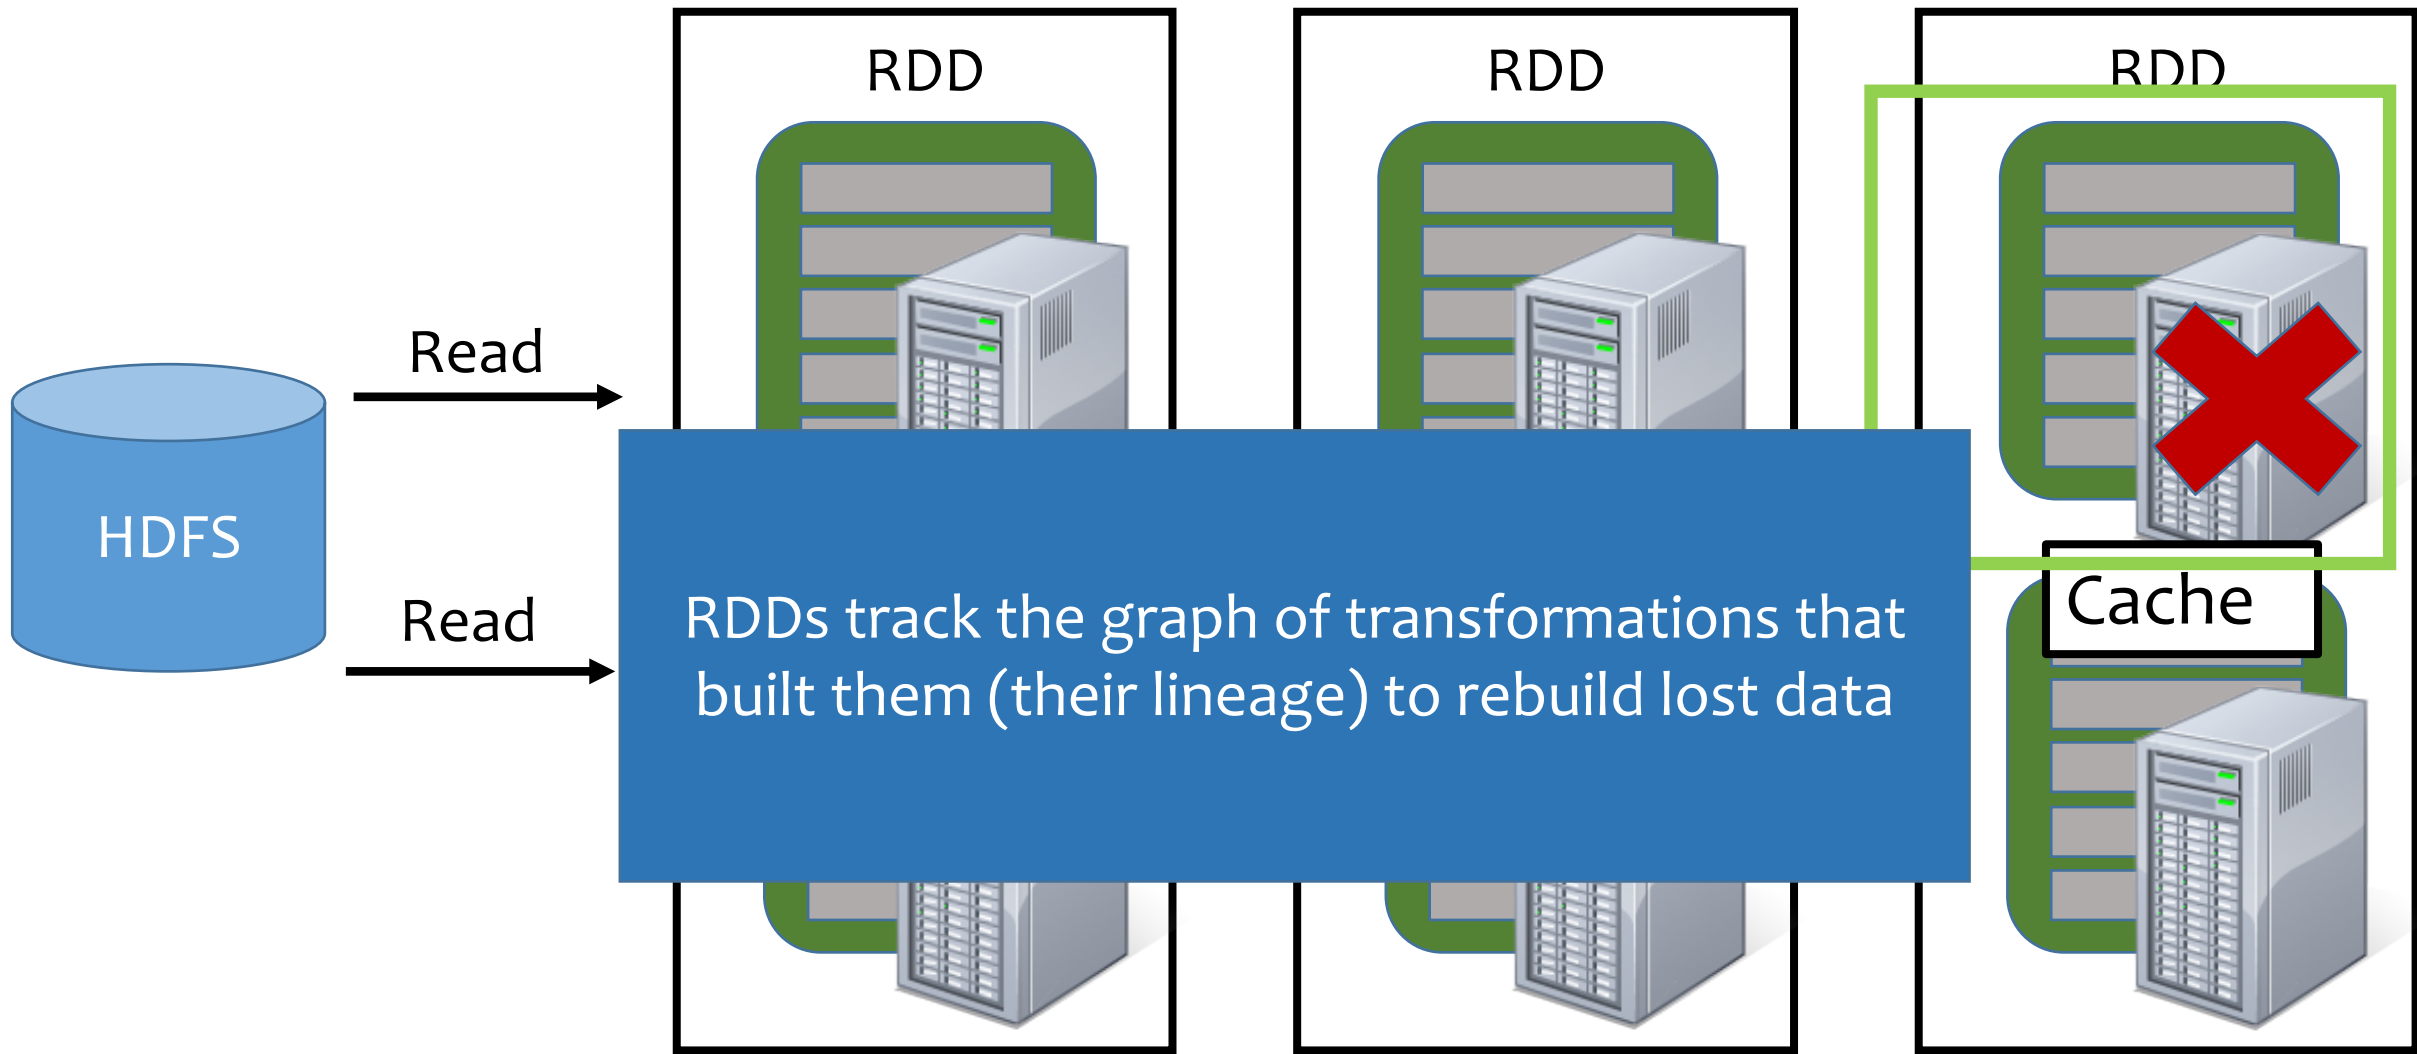 RDD
RDD
RDD
Read
HDFS
Read
Cache
RDDs track the graph of transformations that
built them (their lineage) to rebuild lost data